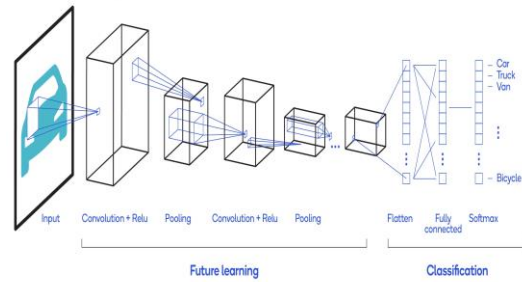 Car
Truck
Van
Bicycle
Input
Convolution + Relu
Pooling
Convolution + Relu
Pooling
Flatten
Fully
connected
Softmax
Future learning
Classification